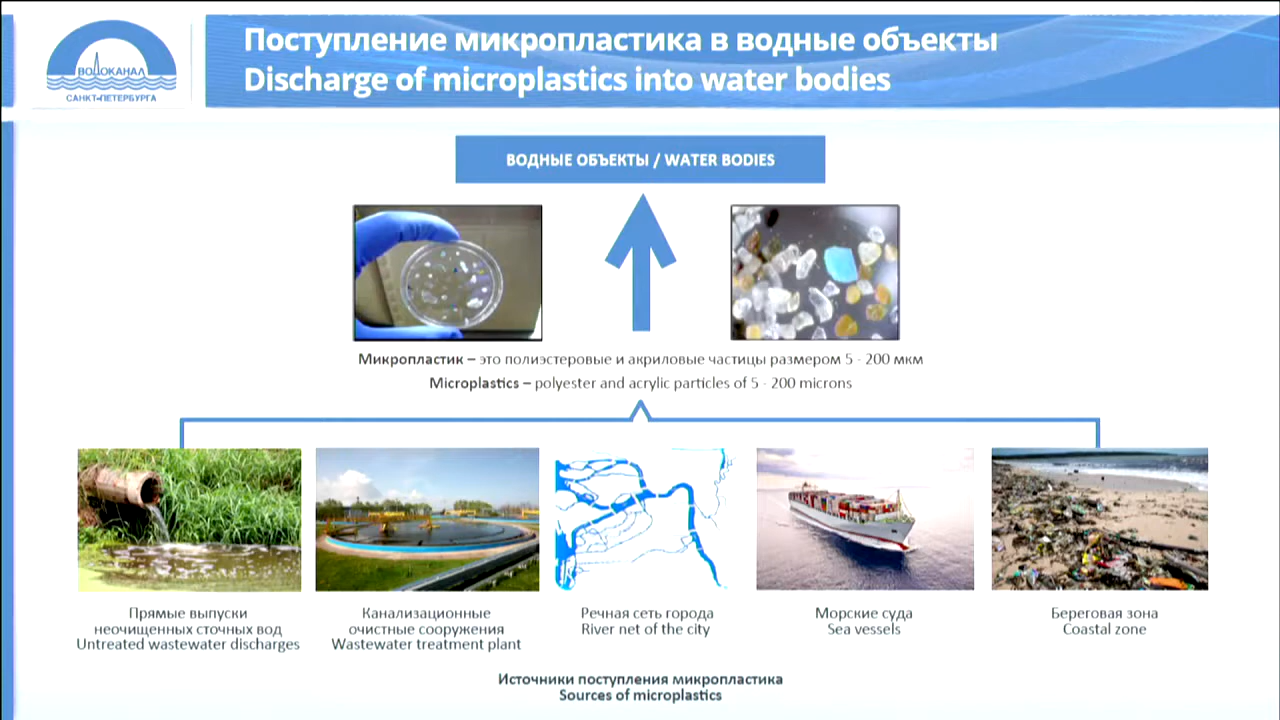 ВОДОКАНАЛ
САНКТ-ПЕТЕРБУРГА
Поступление микропластика в водные объекты
Discharge of microplastics into water bodies
ВОДНЫЕ ОБЪЕКТЫ / WATER BODIES
Микропластик – это полиэстеровые и акриловые частицы размером 5 - 200 мкм
Microplastics – polyester and acrylic particles of 5 - 200 microns
Прямые выпуски
неочищенных сточных вод
Untreated wastewater discharges
Канализационные
очистные сооружения
Wastewater treatment plant
Речная сеть города
River net of the city
Морские суда
Sea vessels
Береговая зона
Coastal zone
Источники поступления микропластика
Sources of microplastics